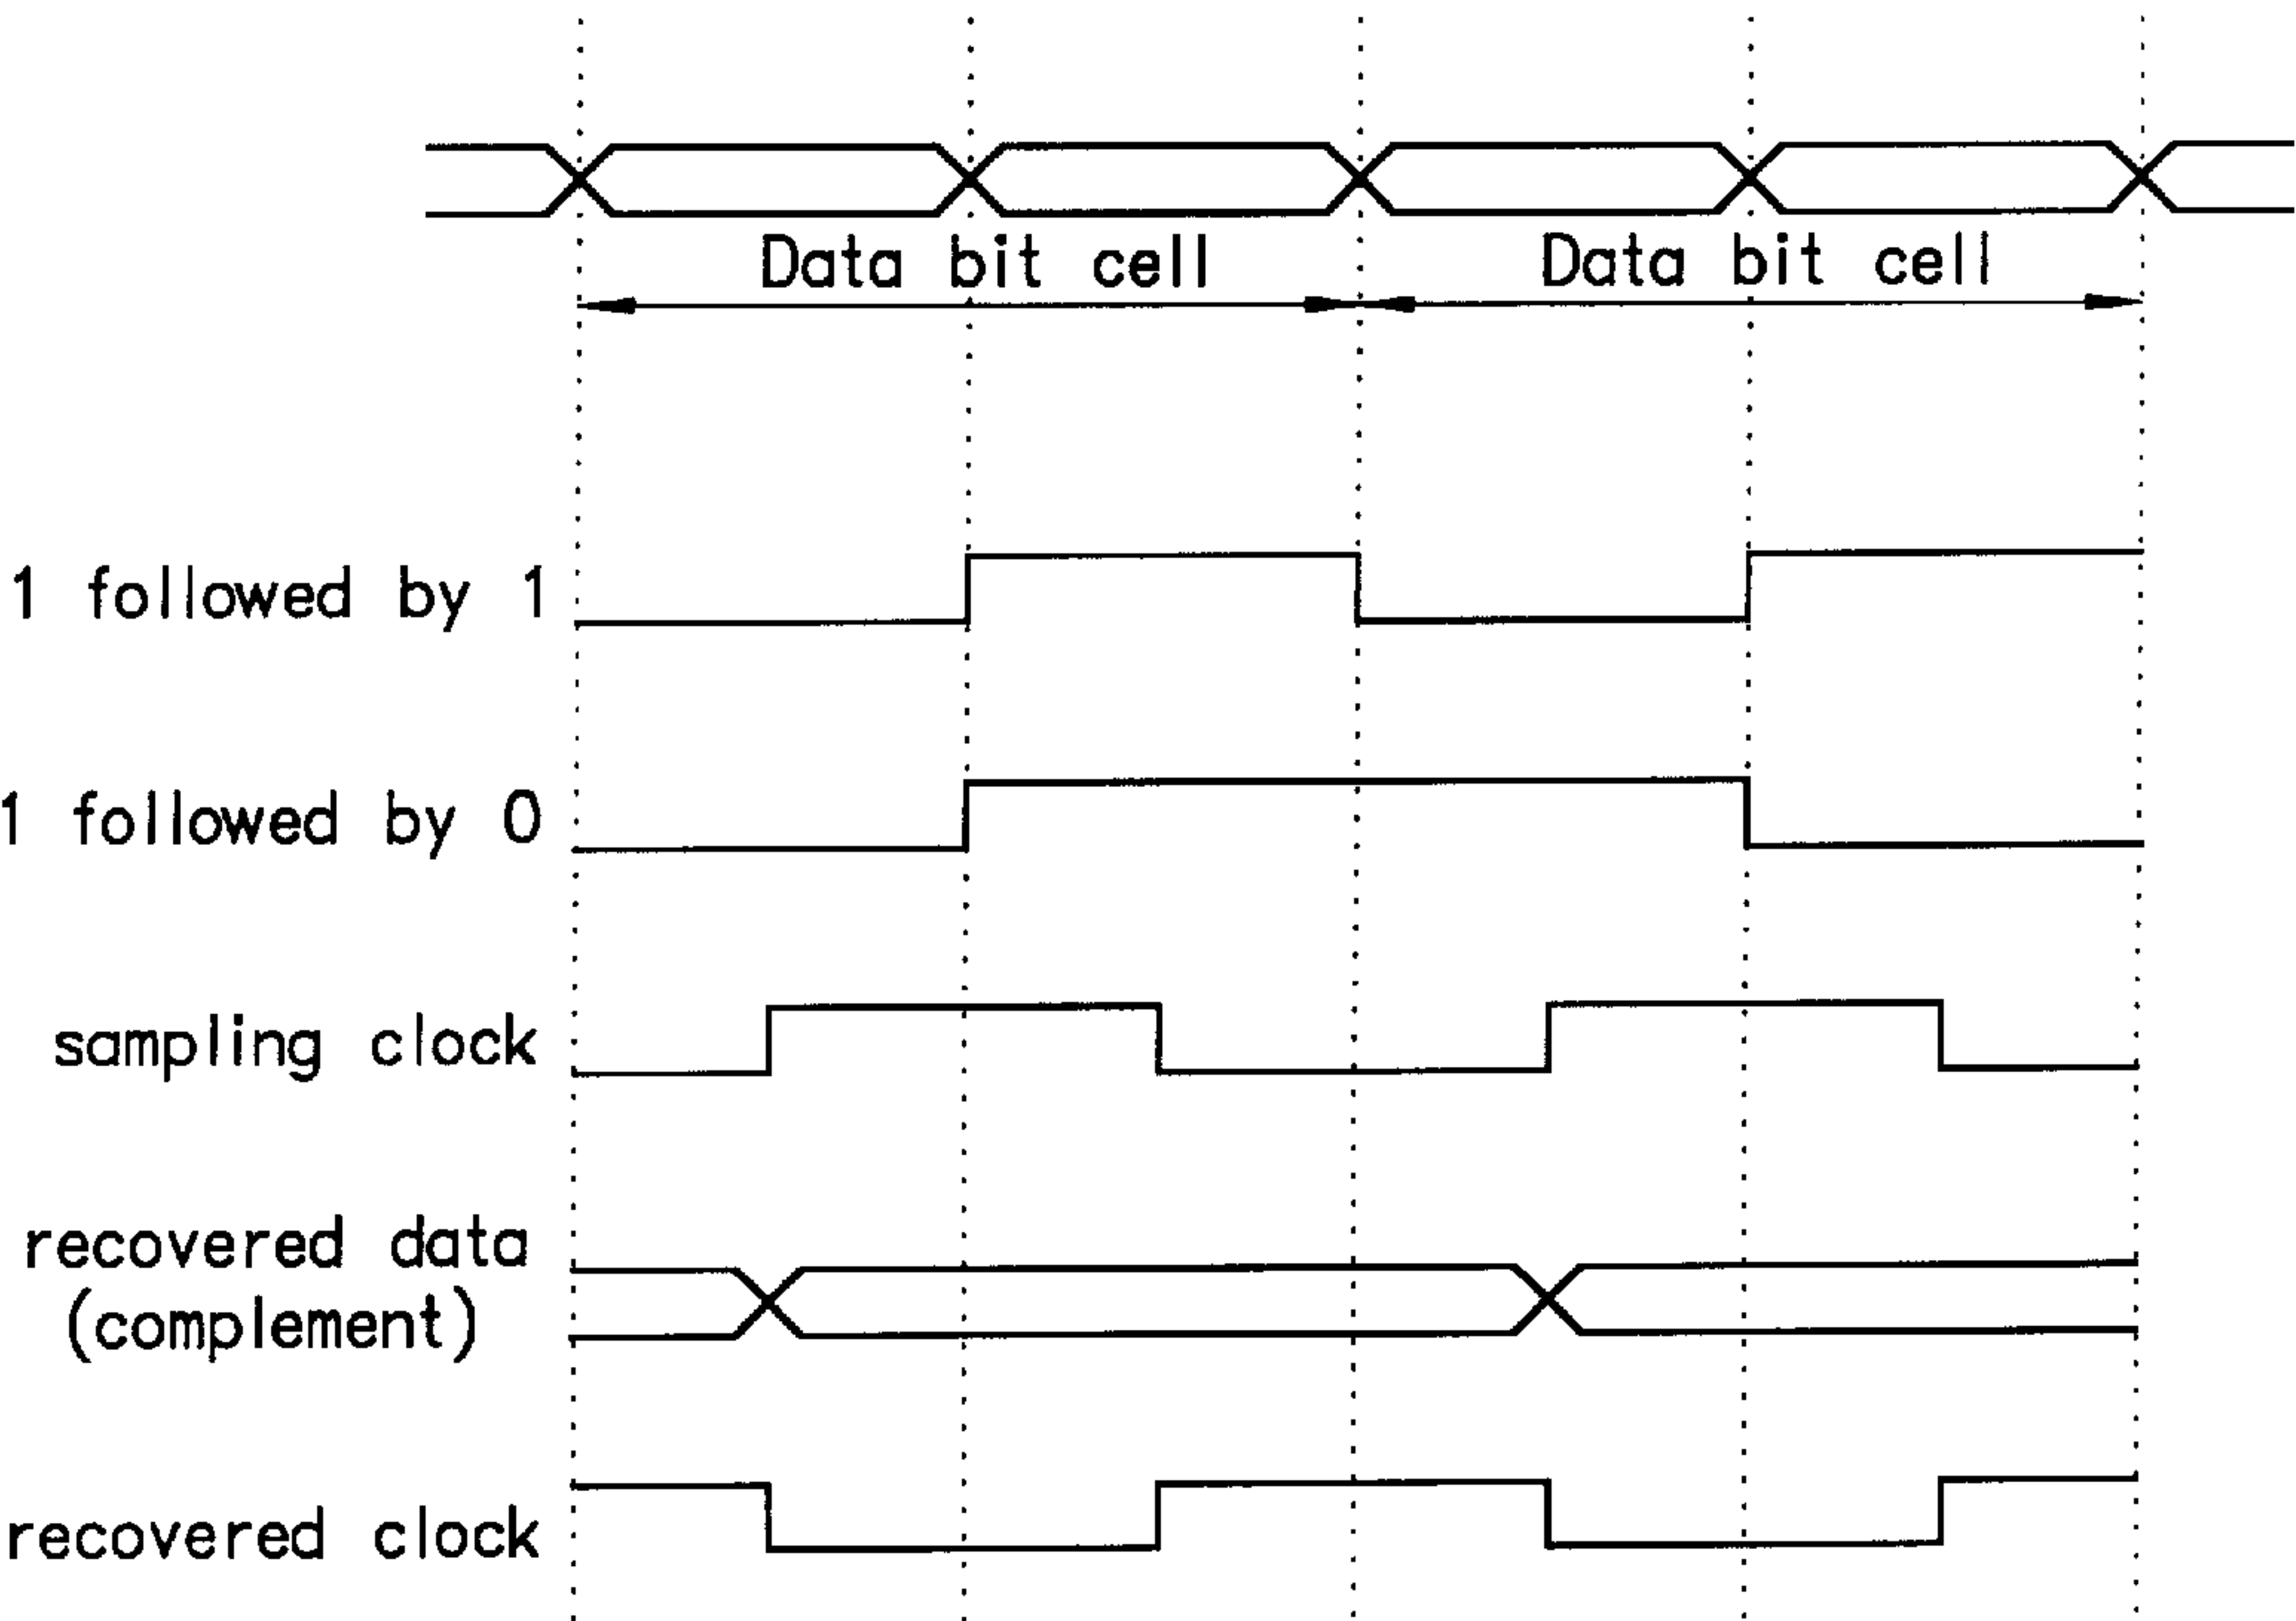 Data bit cell Data bit cell
1 followed by 1
1 followed by 0
sampling clock
recovered data
(complement)
recovered clock